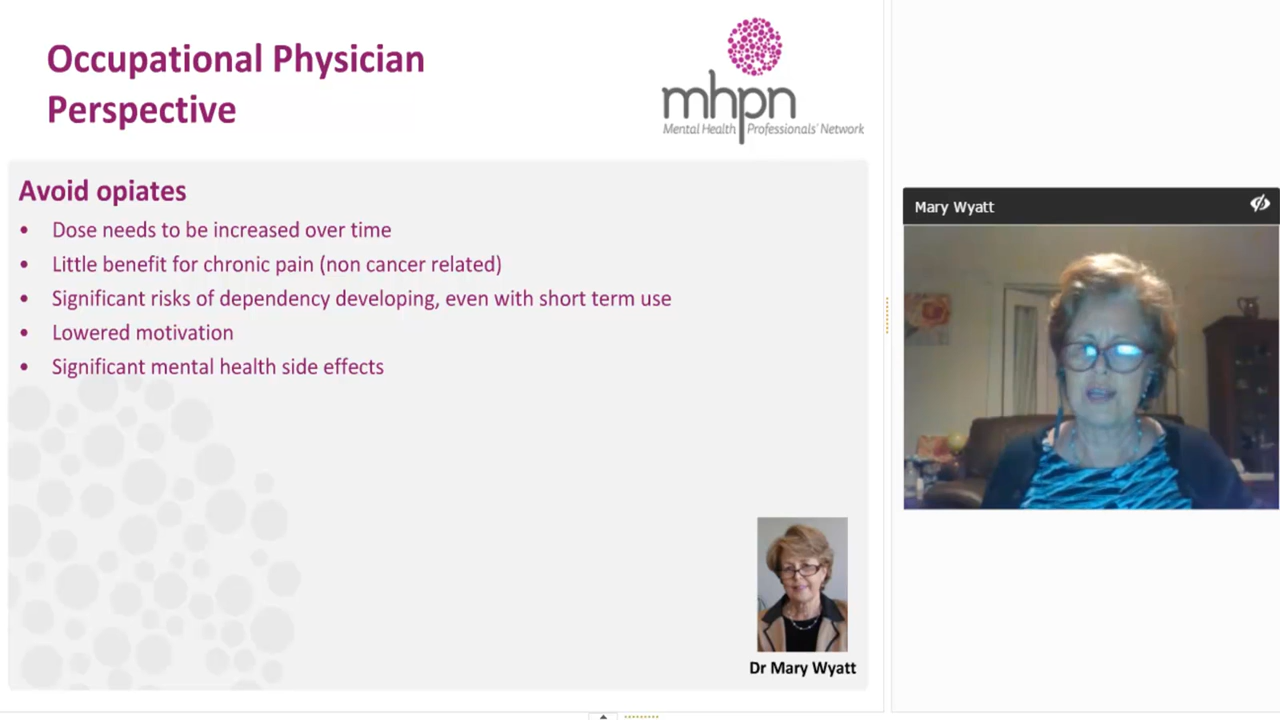 Occupational Physician
Perspective
mhpn
Mental Health Professionals' Network
Avoid opiates
• Dose needs to be increased over time
• Little benefit for chronic pain (non cancer related)
• Significant risks of dependency developing, even with short term use
• Lowered motivation
• Significant mental health side effects
Dr Mary Wyatt
Mary Wyatt